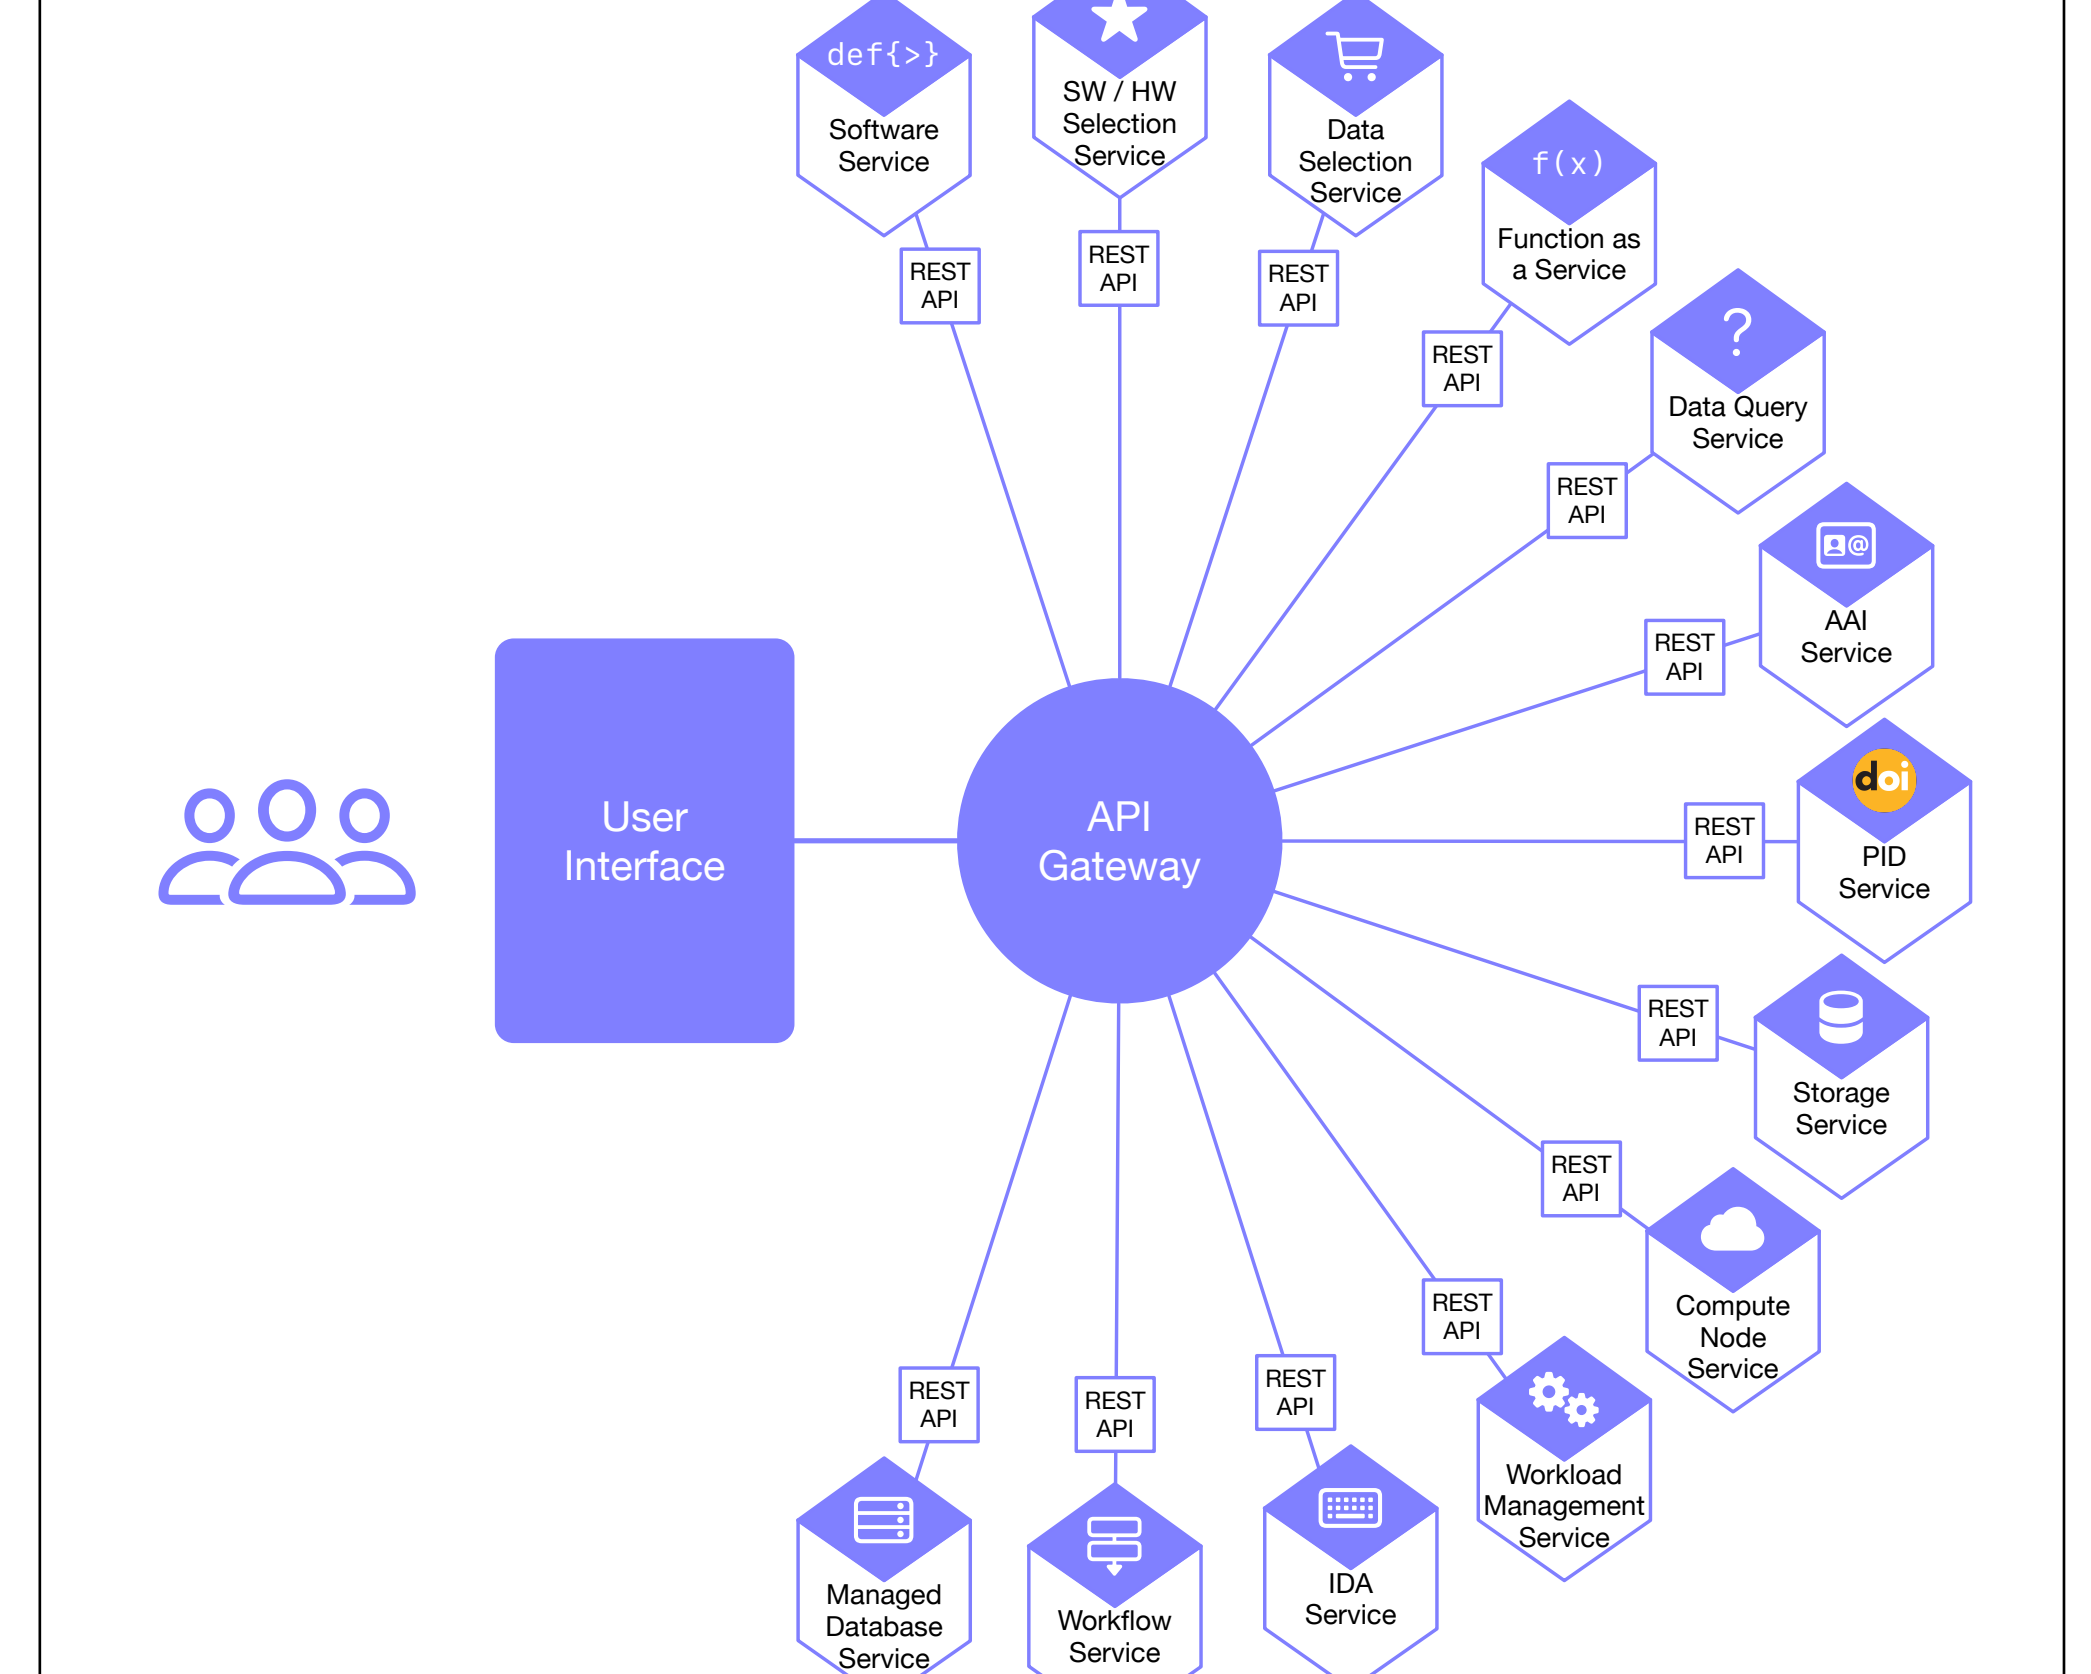 def{>}
Software
Service
SW / HW
Selection
Service
Data
Selection
Service
f(x)
Function as
a Service
?
Data Query
Service
@
AAI
Service
doi
PID
Service
Storage
Service
Compute
Node
Service
Workload
Management
Service
IDA
Service
Workflow
Service
Managed
Database
Service
REST
API
REST
API
REST
API
REST
API
REST
API
REST
API
REST
API
REST
API
REST
API
REST
API
REST
API
REST
API
REST
API
User
Interface
API
Gateway